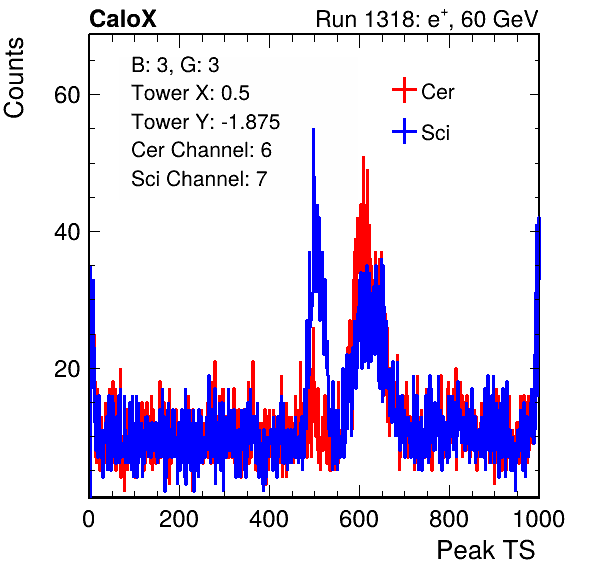 CaloX Run 1318: e⁺, 60 GeV
Counts
B: 3, G: 3
Tower X: 0.5
Tower Y: -1.875
Cer Channel: 6
Sci Channel: 7
Cer
Sci
60
40
20
0 200 400 600 800 1000
Peak TS